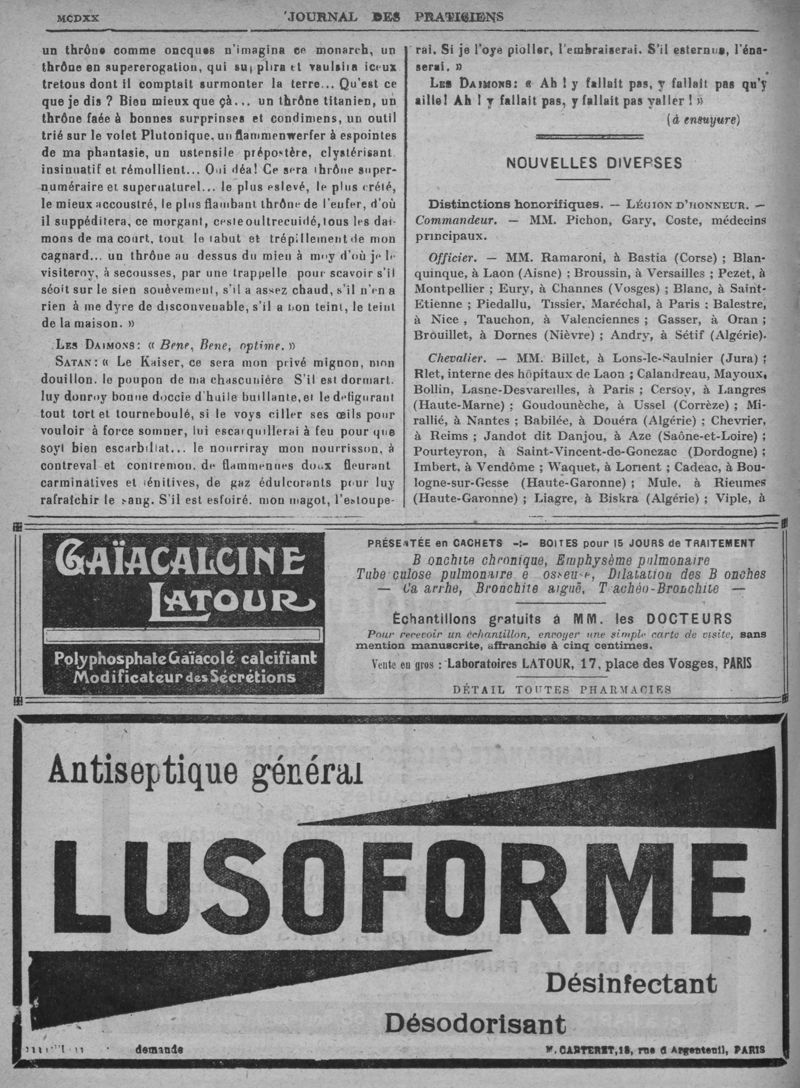 MCDXX
JOURNAL DES PRATICIENS
un thrône comme oncques n'imagina ce monarch, un
thrône en supererogation, qui suplira et vaulsita iceux
tretous dont il comptait surmonter la terre... Qu'est ce
que je dis ? Bien mieux que çà... un thrône titanien, un
thrône faée à bonnes surprinses et condimens, un outil
trié sur le volet Plutonique, un flammenwerfer à espointes
de ma phantasie, un ustensile prépostère, clystérisant
insinuatif et rémollient... Oui déa! Ce sera thrône super-
numéraire et supernaturel... le plus eslevé, le plus crété,
le mieux accoustré, le plus flambant thrône de l'enfer, d'où
il suppéditera, ce morgant, ceste oultrecuidé, tous les dai-
mons de ma court, tout le tabut et trépillement de mon
cagnard... un thrône au dessus du mien à moy d'où je le
visiteroy, à secousses, par une trappelle pour scavoir s'il
séoit sur le sien souëvement, s'il a assez chaud, s'il n'en a
rien à me dyre de disconvenable, s'il a bon teint, le teint
de la maison. »
LES DAIMONS: « Bene, Bene, optime. »
SATAN: « Le Kaiser, ce sera mon privé mignon, mon
douillon. le poupon de ma chascunière S'il est dormart.
luy donroy bonne doccie d'huile buillante, et le defigurant
tout tort et tourneboulé, si le voys ciller ses œils pour
vouloir à force somner, lui escarquillerai à feu pour que
soyt bien escarbillat... le nourriray mon nourrisson, à
contreval et contremon. de flammennes doux fleurant
carminatives et lénitives, de gaz édulcorants pour luy
rafraichir le sang. S'il est esfoiré. mon magot, l'estoupe-
rai. Si je l'oye pioller, l'embraiserai. S'il esternue, l'éna-
serai. »
LES DAIMONS: « Ah ! y fallait pas, y fallait pas qu'y
aille! Ah ! y fallait pas, y fallait pas yaller ! »
(à ensuyure)
NOUVELLES DIVERSES
Distinctions honorifiques. — LÉGION D'HONNEUR. —
Commandeur. — MM. Pichon, Gary, Coste, médecins
principaux.
Officier. — MM. Ramaroni, à Bastia (Corse) ; Blan-
quinque, à Laon (Aisne) ; Broussin, à Versailles ; Pezet, à
Montpellier ; Eury, à Channes (Vosges) ; Blanc, à Saint-
Etienne ; Piedallu, Tissier, Maréchal, à Paris ; Balestre,
à Nice , Tauchon, à Valenciennes ; Gasser, à Oran ;
Brouillet, à Dornes (Nièvre) ; Andry, à Sétif (Algérie).
Chevalier. — MM. Billet, à Lons-le-Saulnier (Jura) ;
Rlet, interne des hôpitaux de Laon ; Calandreau, Mayoux,
Bollin, Lasne-Desvareilles, à Paris ; Cersoy, à Langres
(Haute-Marne) ; Goudounèche, à Ussel (Corrèze) ; Mi-
rallié, à Nantes ; Babilée, à Douéra (Algérie) ; Chevrier,
à Reims ; Jandot dit Danjou, à Aze (Saône-et-Loire) ;
Pourteyron, à Saint-Vincent-de-Gonczac (Dordogne) ;
Imbert, à Vendôme ; Waquet, à Lorient ; Cadeac, à Bou-
logne-sur-Gesse (Haute-Garonne) ; Mule, à Rieumes
(Haute-Garonne) ; Liagre, à Biskra (Algérie) ; Viple, à
GAÏACALCINE
LATOUR
Polyphosphate Gaïacolé calcifiant
Modificateur des Sécrétions
PRÉSENTÉE en CACHETS -:- BOITES pour 15 JOURS de TRAITEMENT
Bronchite chronique, Emphysème pulmonaire
Tuberculose pulmonaire et osseuse, Dilatation des Bronches
— Catarrhe, Bronchite aiguë, Trachéo-Bronchite —
Échantillons gratuits à MM. les DOCTEURS
Pour recevoir un échantillon, envoyer une simple carte de visite, sans
mention manuscrite, affranchie à cinq centimes.
Vente en gros : Laboratoires LATOUR, 17, place des Vosges, PARIS
DÉTAIL TOUTES PHARMACIES
Antiseptique général
LUSOFORME
Désinfectant
Désodorisant
demande
W. CARTERET, 15, rue d'Argenteuil, PARIS